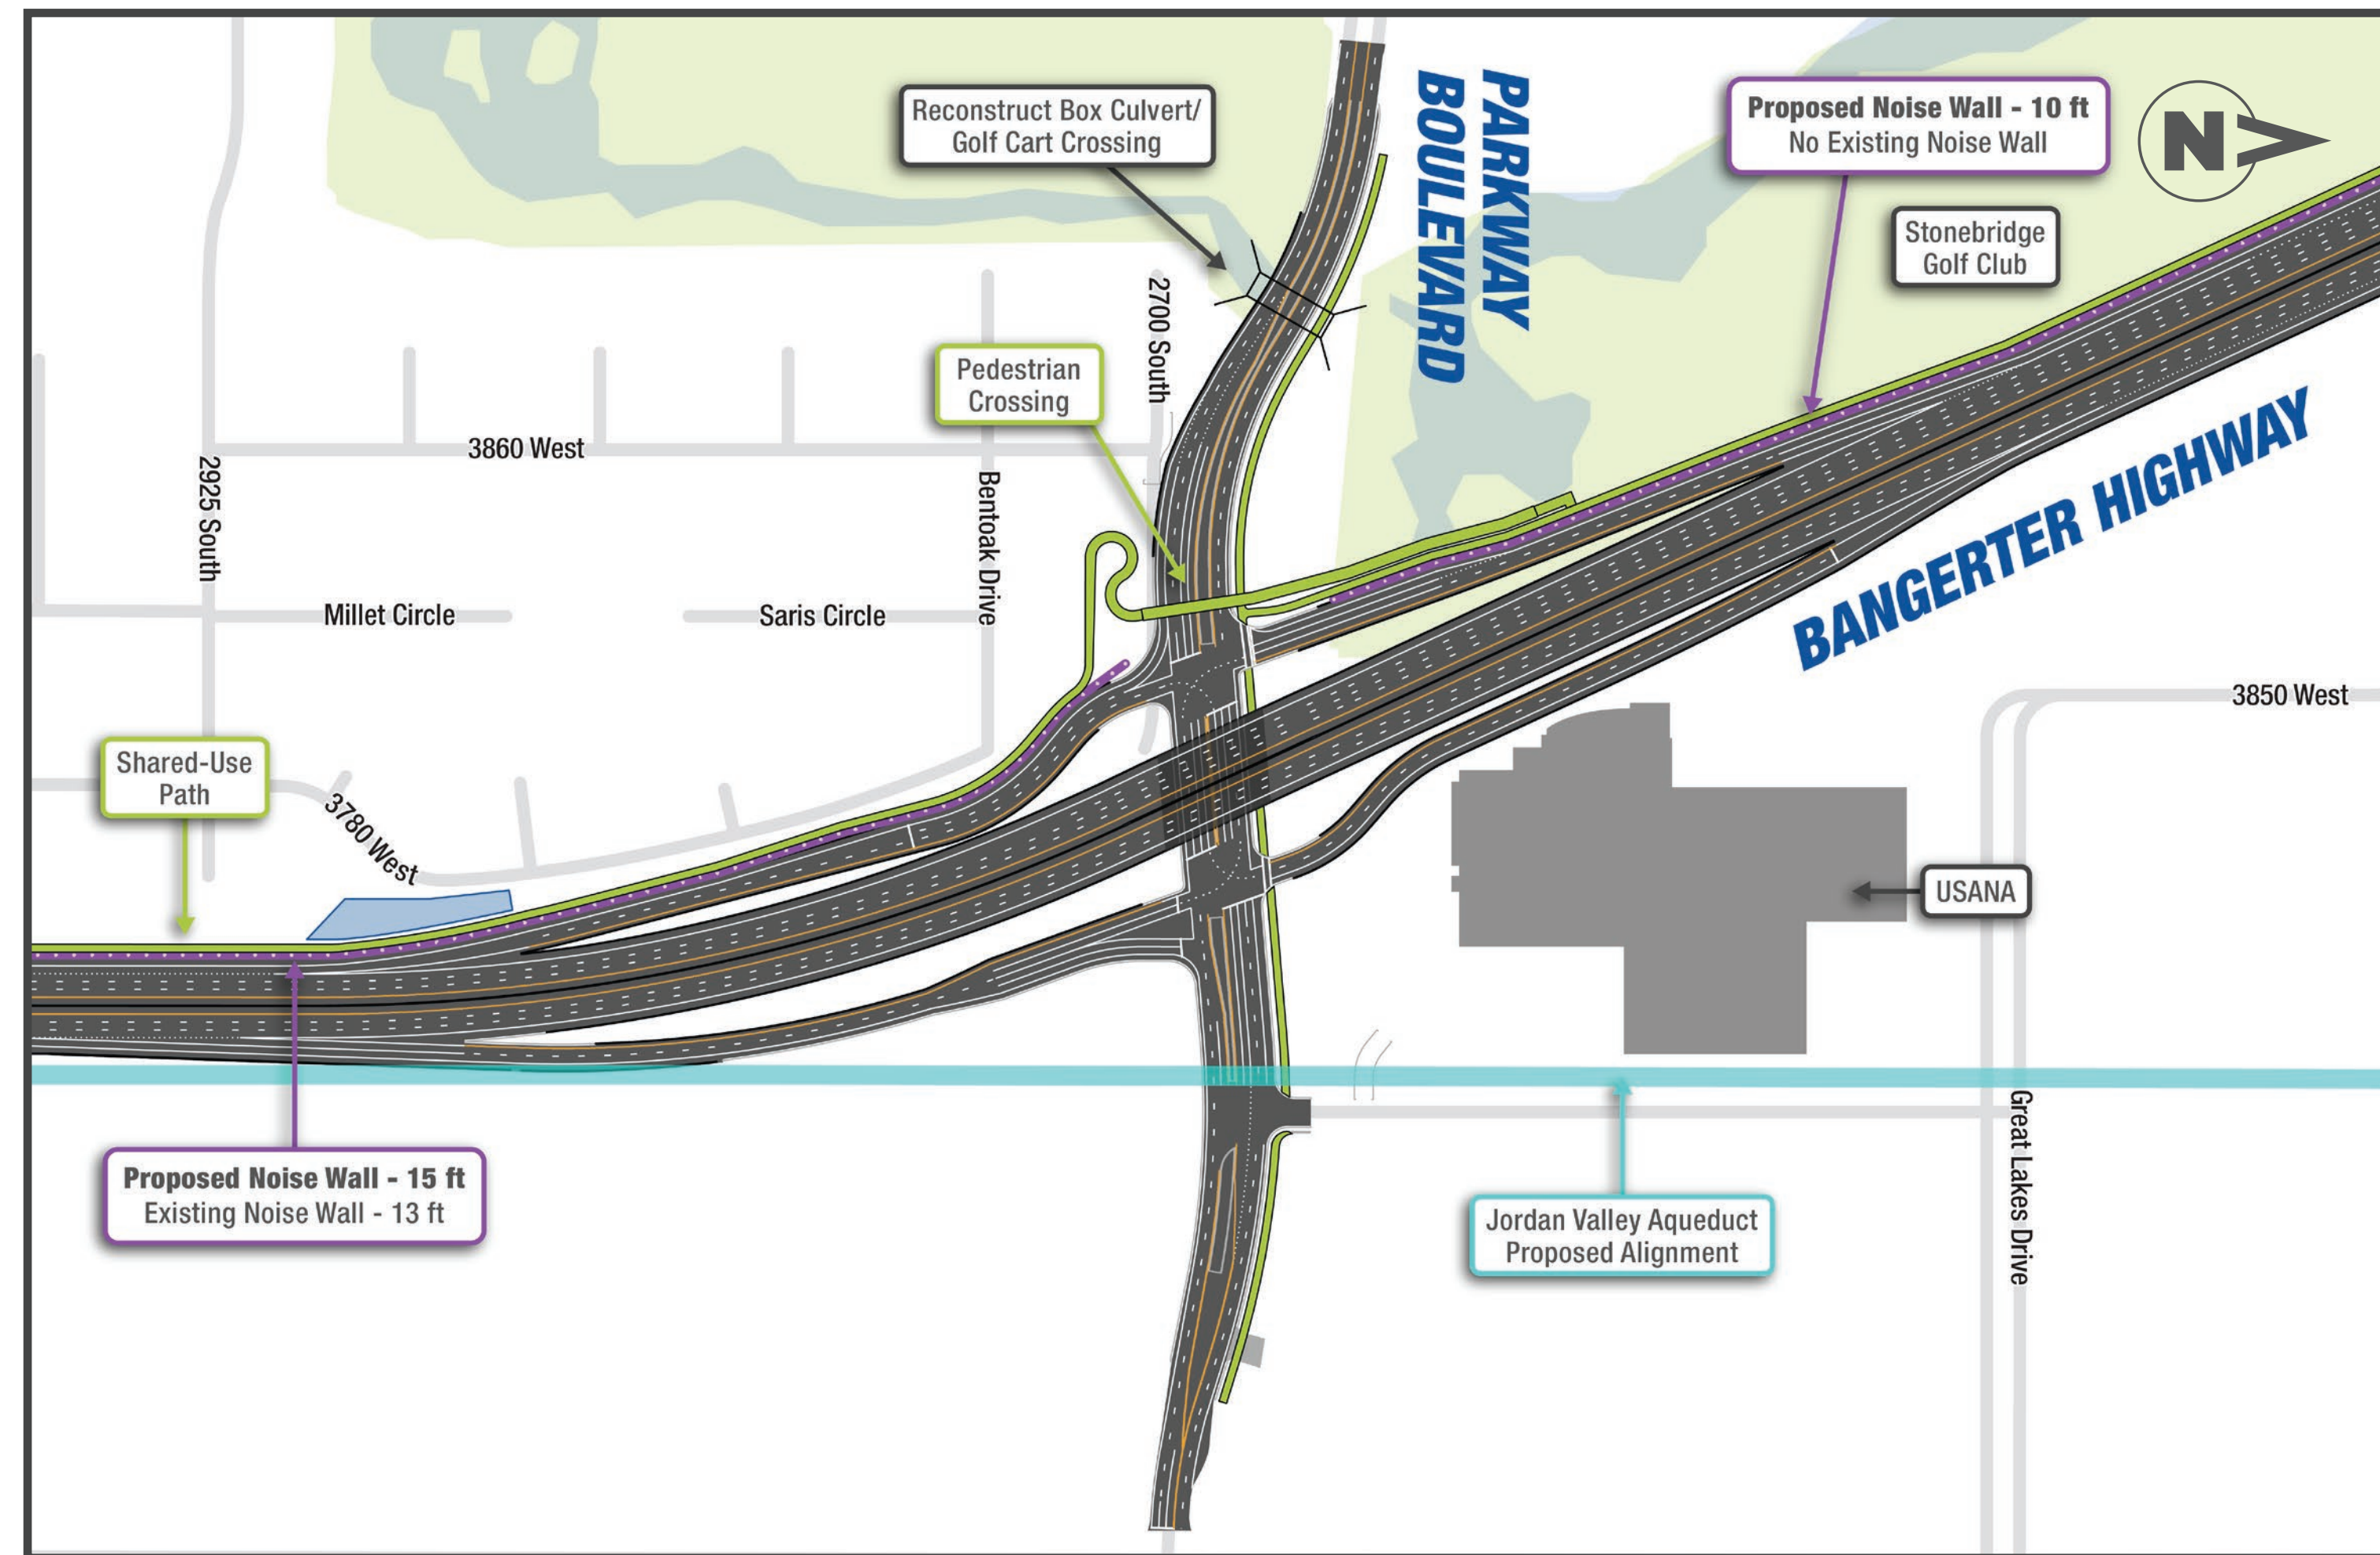 Reconstruct Box Culvert/
Golf Cart Crossing
PARKWAY
BOULEVARD
Proposed Noise Wall - 10 ft
No Existing Noise Wall
N
Stonebridge
Golf Club
2700 South
Pedestrian
Crossing
3860 West
2925 South
Bentoak Drive
BANGERTER HIGHWAY
Millet Circle
Saris Circle
3850 West
Shared-Use
Path
3780 West
USANA
Proposed Noise Wall - 15 ft
Existing Noise Wall - 13 ft
Great Lakes Drive
Jordan Valley Aqueduct
Proposed Alignment